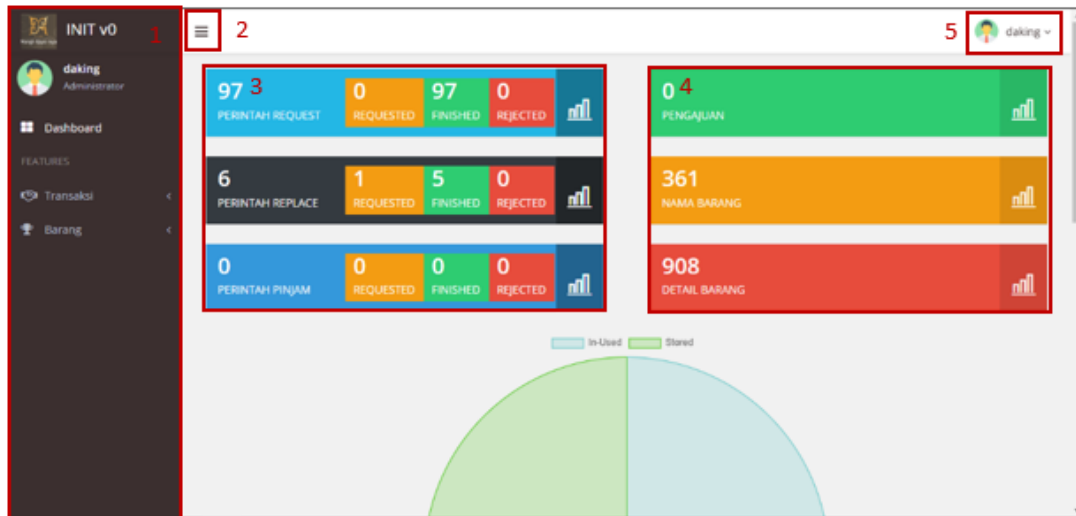 INIT v0
1
2
5
daking
daking
Administrator
Dashboard
FEATURES
Transaksi
Barang
97 3
PERINTAH REQUEST
0
REQUESTED
97
FINISHED
0
REJECTED
6
PERINTAH REPLACE
1
REQUESTED
5
FINISHED
0
REJECTED
0
PERINTAH PINJAM
0
REQUESTED
0
FINISHED
0
REJECTED
0 4
PENGAJUAN
361
NAMA BARANG
908
DETAIL BARANG
In-Used
Stored